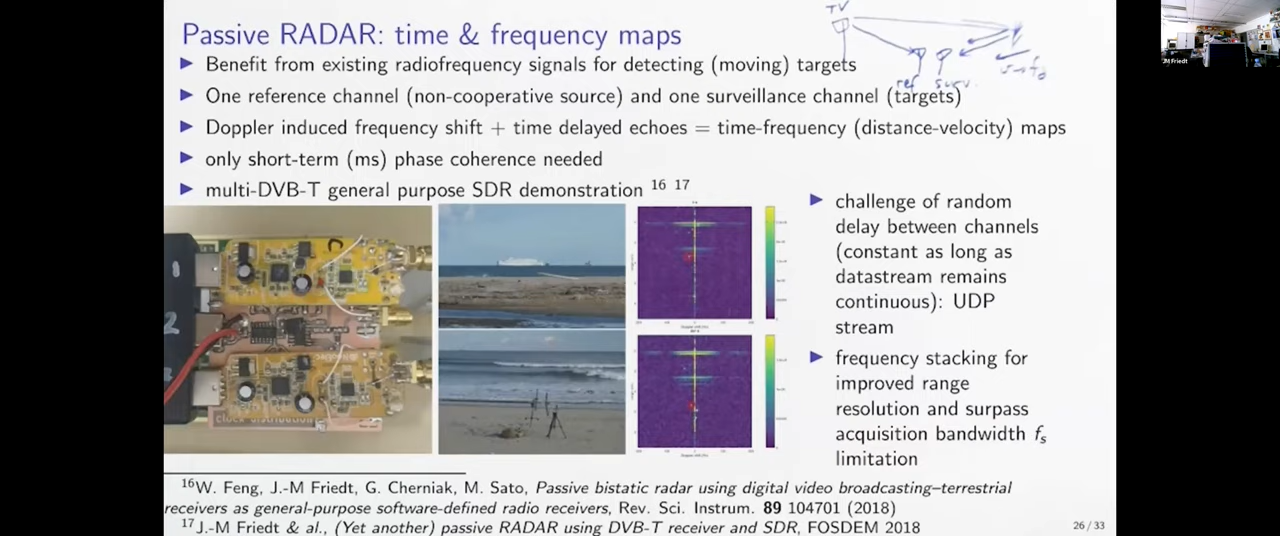 Passive RADAR: time & frequency maps
TV
ref surv.
▶ Benefit from existing radiofrequency signals for detecting (moving) targets
▶ One reference channel (non-cooperative source) and one surveillance channel (targets)
▶ Doppler induced frequency shift + time delayed echoes = time-frequency (distance-velocity) maps
▶ only short-term (ms) phase coherence needed
▶ multi-DVB-T general purpose SDR demonstration 16 17
▶ challenge of random
delay between channels
(constant as long as
datastream remains
continuous): UDP
stream
▶ frequency stacking for
improved range
resolution and surpass
acquisition bandwidth fs
limitation
16W. Feng, J.-M Friedt, G. Cherniak, M. Sato, Passive bistatic radar using digital video broadcasting–terrestrial
receivers as general-purpose software-defined radio receivers, Rev. Sci. Instrum. 89 104701 (2018)
17J.-M Friedt & al., (Yet another) passive RADAR using DVB-T receiver and SDR, FOSDEM 2018
26 / 33
JM Friedt